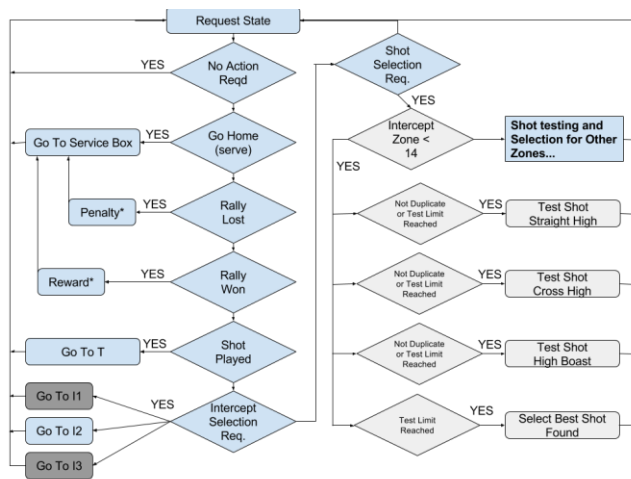 Request State
YES
No Action
Reqd
Go To Service Box
YES
Go Home
(serve)
Penalty*
YES
Rally
Lost
Reward*
YES
Rally
Won
Go To T
YES
Shot
Played
Go To I1
YES
Go To I2
Go To I3
Intercept
Selection
Req.
Shot
Selection
Req.
YES
Intercept
Zone <
14
YES
Shot testing and
Selection for Other
Zones...
Not Duplicate
or Test Limit
Reached
YES
Test Shot
Straight High
Not Duplicate
or Test Limit
Reached
YES
Test Shot
Cross High
Not Duplicate
or Test Limit
Reached
YES
Test Shot
High Boast
Test Limit
Reached
YES
Select Best Shot
Found